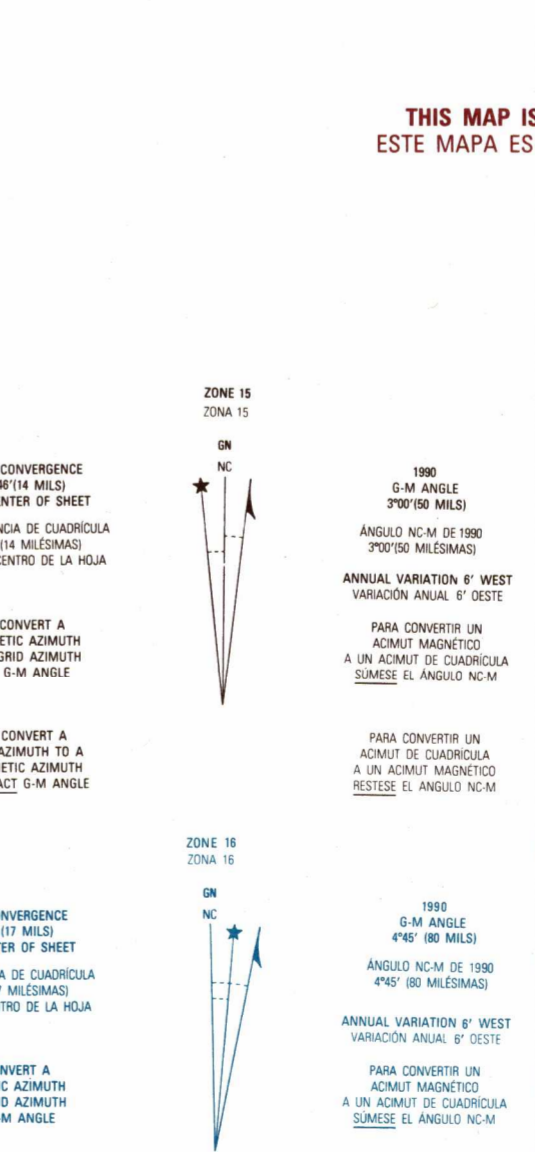 THIS MAP IS
ESTE MAPA ES
ZONE 15
ZONA 15
GN
NC
CONVERGENCE
46'(14 MILS)
NTER OF SHEET
NCIA DE CUADRÍCULA
(14 MILÉSIMAS)
CENTRO DE LA HOJA
CONVERT A
ETIC AZIMUTH
GRID AZIMUTH
G-M ANGLE
CONVERT A
AZIMUTH TO A
ETIC AZIMUTH
ACT G-M ANGLE
1990
G-M ANGLE
3°00'(50 MILS)
ÁNGULO NC-M DE 1990
3°00'(50 MILÉSIMAS)
ANNUAL VARIATION 6' WEST
VARIACIÓN ANUAL 6' OESTE
PARA CONVERTIR UN
ACIMUT MAGNÉTICO
A UN ACIMUT DE CUADRÍCULA
SÚMESE EL ÁNGULO NC-M
PARA CONVERTIR UN
ACIMUT DE CUADRÍCULA
A UN ACIMUT MAGNÉTICO
RESTESE EL ANGULO NC-M
ZONE 16
ZONA 16
GN
NC
NVERGENCE
(17 MILS)
ER OF SHEET
A DE CUADRÍCULA
7 MILÉSIMAS)
TRO DE LA HOJA
NVERT A
IC AZIMUTH
D AZIMUTH
-M ANGLE
1990
G-M ANGLE
4°45' (80 MILS)
ÁNGULO NC-M DE 1990
4°45' (80 MILÉSIMAS)
ANNUAL VARIATION 6' WEST
VARIACIÓN ANUAL 6' OESTE
PARA CONVERTIR UN
ACIMUT MAGNÉTICO
A UN ACIMUT DE CUADRÍCULA
SÚMESE EL ÁNGULO NC-M